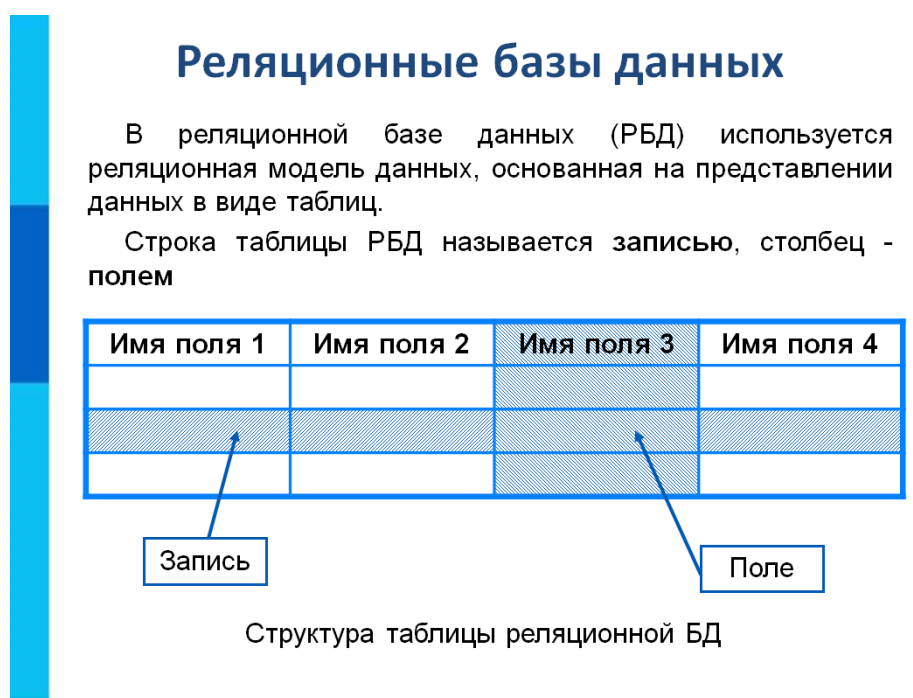 Реляционные базы данных
В реляционной базе данных (РБД) используется
реляционная модель данных, основанная на представлении
данных в виде таблиц.
Строка таблицы РБД называется записью, столбец -
полем
Имя поля 1 Имя поля 2 Имя поля 3 Имя поля 4
Запись
Поле
Структура таблицы реляционной БД